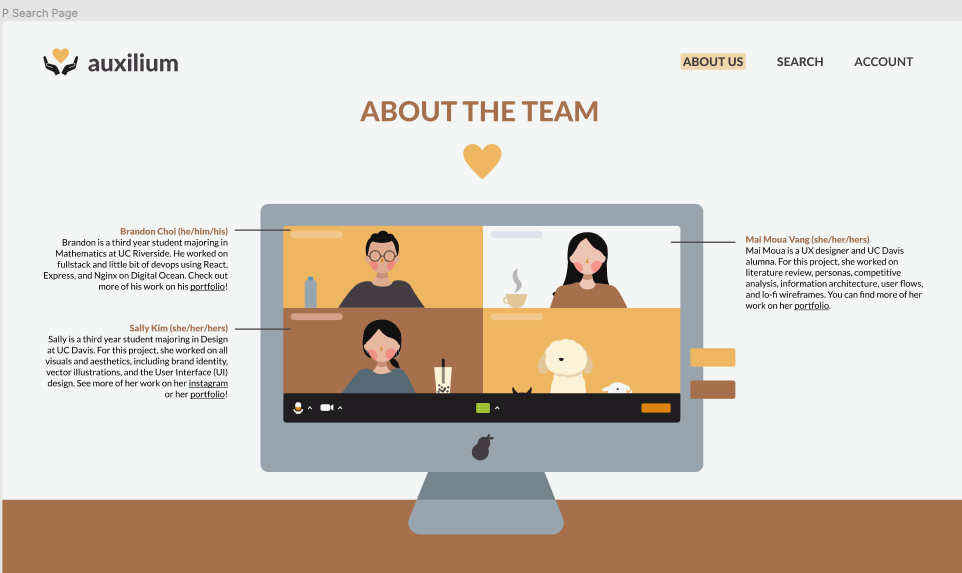 P Search Page
auxilium
ABOUT US
SEARCH
ACCOUNT
ABOUT THE TEAM
Brandon Choi (he/him/his)
Brandon is a third year student majoring in
Mathematics at UC Riverside. He worked on
fullstack and little bit of devops using React,
Express, and Nginx on Digital Ocean. Check out
more of his work on his portfolio!
Sally Kim (she/her/hers)
Sally is a third year student majoring in Design
at UC Davis. For this project, she worked on all
visuals and aesthetics, including brand identity,
vector illustrations, and the User Interface (UI)
design. See more of her work on her instagram
or her portfolio!
Mai Moua Vang (she/her/hers)
Mai Moua is a UX designer and UC Davis
alumna. For this project, she worked on
literature review, personas, competitive
analysis, information architecture, user flows,
and lo-fi wireframes. You can find more of her
work on her portfolio.